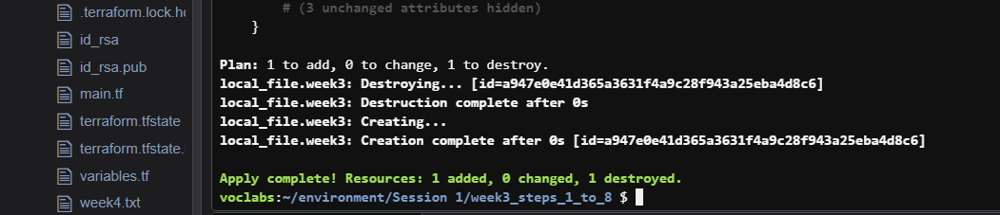 .terraform.lock.hc
id_rsa
id_rsa.pub
main.tf
terraform.tfstate
terraform.tfstate.
variables.tf
week4.txt
# (3 unchanged attributes hidden)
}
Plan: 1 to add, 0 to change, 1 to destroy.
local_file.week3: Destroying... [id=a947e0e41d365a3631f4a9c28f943a25eba4d8c6]
local_file.week3: Destruction complete after 0s
local_file.week3: Creating...
local_file.week3: Creation complete after 0s [id=a947e0e41d365a3631f4a9c28f943a25eba4d8c6]
Apply complete! Resources: 1 added, 0 changed, 1 destroyed.
voclabs:~/environment/Session 1/week3_steps_1_to_8 $